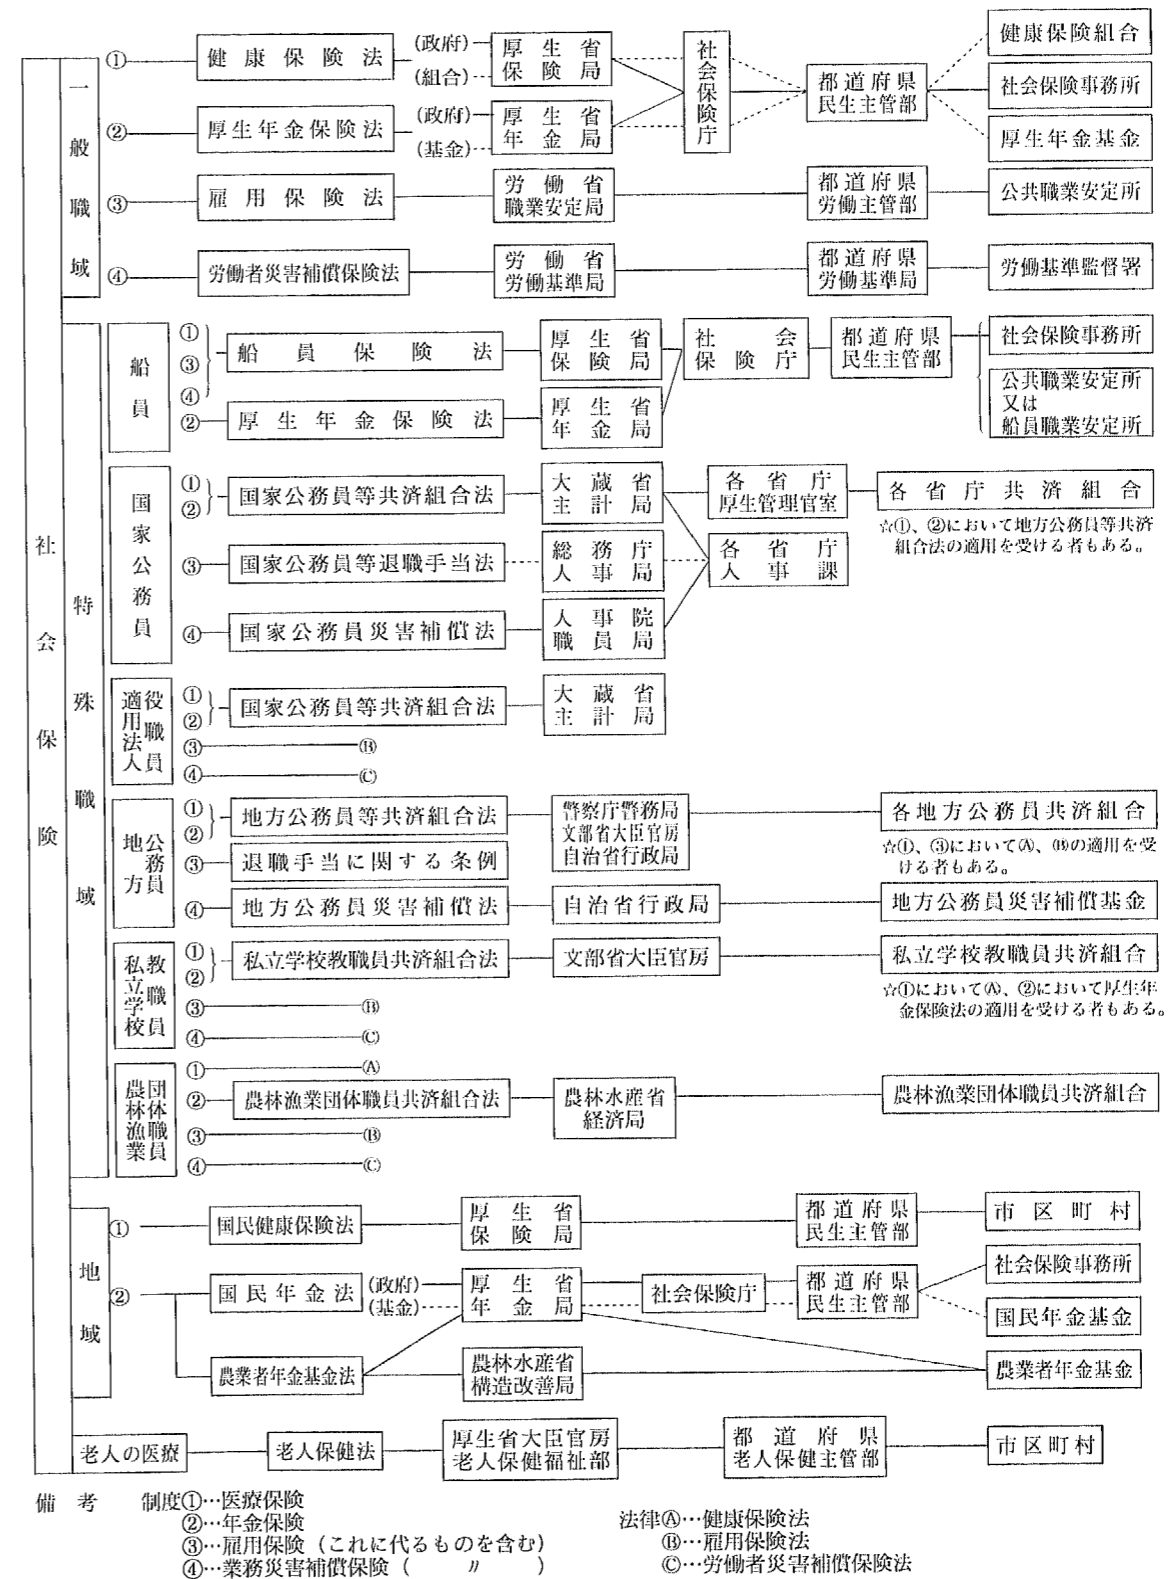 社会保険
一般職域
① 健康保険法 (政府) 厚生省保険局 社会保険庁 都道府県民生主管部 健康保険組合
(組合)
社会保険事務所
② 厚生年金保険法 (政府) 厚生省年金局
(基金)
厚生年金基金
③ 雇用保険法 労働省職業安定局 都道府県労働主管部 公共職業安定所
④ 労働者災害補償保険法 労働省労働基準局 都道府県労働基準局 労働基準監督署
特殊職域
船員
①③④ 船員保険法 厚生省保険局 社会保険庁 都道府県民生主管部 社会保険事務所
公共職業安定所
又は
船員職業安定所
② 厚生年金保険法 厚生省年金局
国家公務員
①② 国家公務員等共済組合法 大蔵省主計局 各省庁厚生管理官室 各省庁共済組合
☆①、②において地方公務員等共済
組合法の適用を受ける者もある。
③ 国家公務員等退職手当法 総務庁人事局 各省庁人事課
④ 国家公務員災害補償法 人事院職員局
適用法人役職員
①② 国家公務員等共済組合法 大蔵省主計局
③ Ⓑ
④ Ⓒ
地方公務員
①② 地方公務員等共済組合法 警察庁警務局 各地方公務員共済組合
文部省大臣官房
自治省行政局
☆①、③においてⒶ、Ⓑの適用を受
ける者もある。
③ 退職手当に関する条例
④ 地方公務員災害補償法 自治省行政局 地方公務員災害補償基金
私立学校教職員
①② 私立学校教職員共済組合法 文部省大臣官房 私立学校教職員共済組合
☆①においてⒶ、②において厚生年
金保険法の適用を受ける者もある。
③ Ⓑ
④ Ⓒ
農林漁業団体職員
① Ⓐ
② 農林漁業団体職員共済組合法 農林水産省経済局 農林漁業団体職員共済組合
③ Ⓑ
④ Ⓒ
地域
① 国民健康保険法 厚生省保険局 都道府県民生主管部 市区町村
② 国民年金法 (政府) 厚生省年金局 社会保険庁 都道府県民生主管部 社会保険事務所
(基金)
国民年金基金
農業者年金基金法 農林水産省構造改善局 農業者年金基金
老人の医療 老人保健法 厚生省大臣官房老人保健福祉部 都道府県老人保健主管部 市区町村
備考 制度①…医療保険
②…年金保険
③…雇用保険（これに代るものを含む）
④…業務災害補償保険（ 〃 ）
法律Ⓐ…健康保険法
Ⓑ…雇用保険法
Ⓒ…労働者災害補償保険法